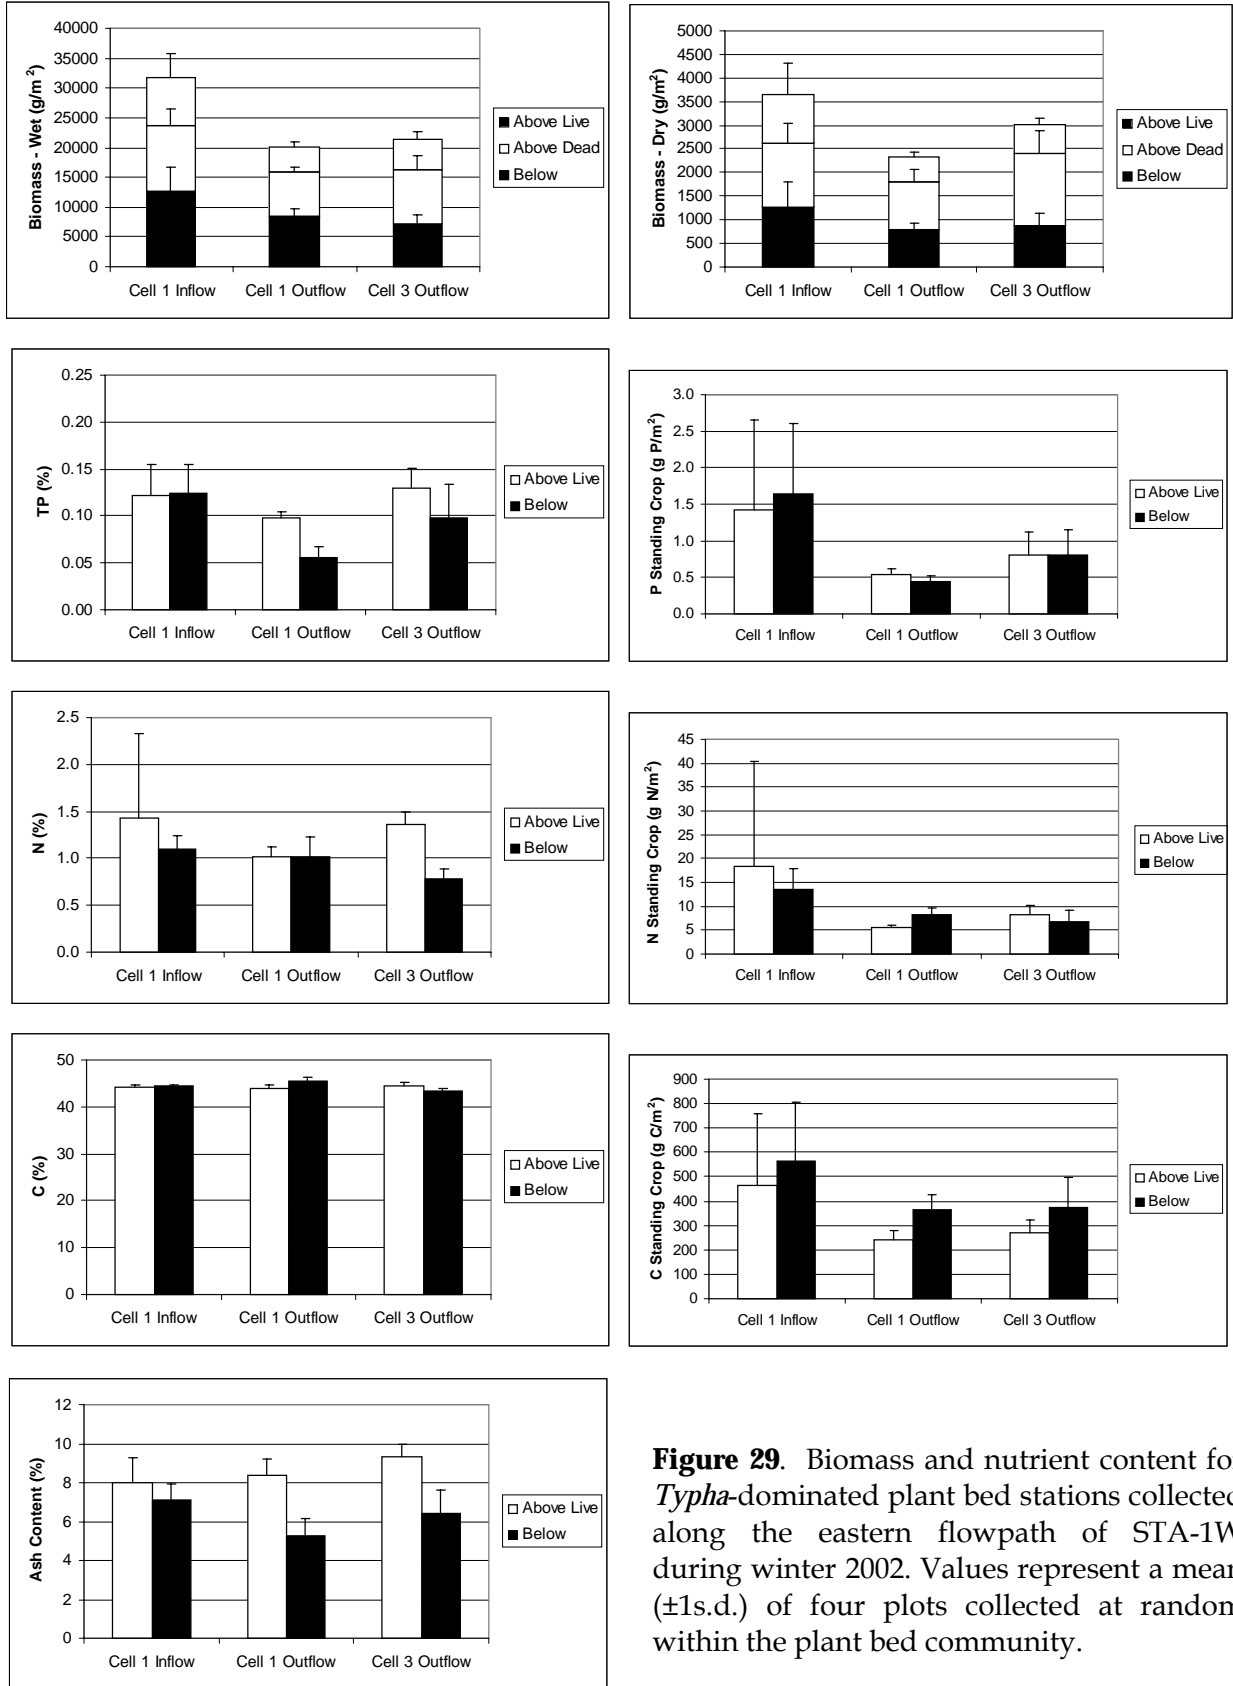 Biomass - Wet (g/m²)
40000
35000
30000
25000
20000
15000
10000
5000
0
Cell 1 Inflow Cell 1 Outflow Cell 3 Outflow
Above Live
Above Dead
Below
Biomass - Dry (g/m²)
5000
4500
4000
3500
3000
2500
2000
1500
1000
500
0
Cell 1 Inflow Cell 1 Outflow Cell 3 Outflow
Above Live
Above Dead
Below
TP (%)
0.25
0.20
0.15
0.10
0.05
0.00
Cell 1 Inflow Cell 1 Outflow Cell 3 Outflow
Above Live
Below
P Standing Crop (g P/m²)
3.0
2.5
2.0
1.5
1.0
0.5
0.0
Cell 1 Inflow Cell 1 Outflow Cell 3 Outflow
Above Live
Below
N (%)
2.5
2.0
1.5
1.0
0.5
0.0
Cell 1 Inflow Cell 1 Outflow Cell 3 Outflow
Above Live
Below
N Standing Crop (g N/m²)
45
40
35
30
25
20
15
10
5
0
Cell 1 Inflow Cell 1 Outflow Cell 3 Outflow
Above Live
Below
C (%)
50
40
30
20
10
0
Cell 1 Inflow Cell 1 Outflow Cell 3 Outflow
Above Live
Below
C Standing Crop (g C/m²)
900
800
700
600
500
400
300
200
100
0
Cell 1 Inflow Cell 1 Outflow Cell 3 Outflow
Above Live
Below
Ash Content (%)
12
10
8
6
4
2
0
Cell 1 Inflow Cell 1 Outflow Cell 3 Outflow
Above Live
Below
Figure 29. Biomass and nutrient content for
Typha-dominated plant bed stations collected
along the eastern flowpath of STA-1W
during winter 2002. Values represent a mean
(±1s.d.) of four plots collected at random
within the plant bed community.